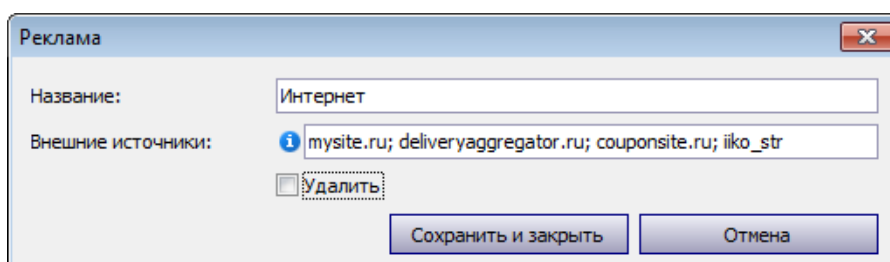 Реклама
Название: Интернет
Внешние источники: mysite.ru; deliveryaggregator.ru; couponsite.ru; iiko_str
Удалить
Сохранить и закрыть Отмена